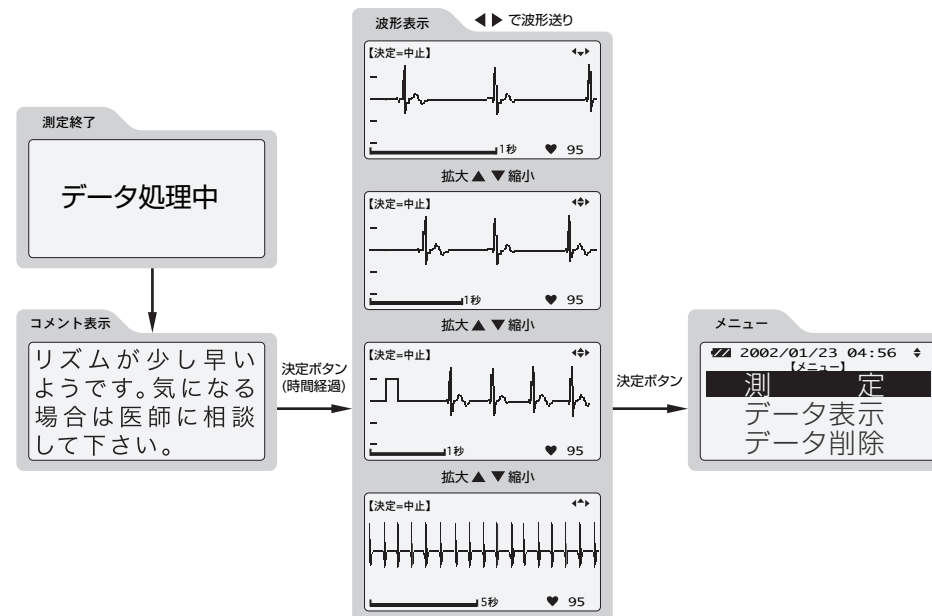 測定終了
データ処理中
コメント表示
リズムが少し早い
ようです。気になる
場合は医師に相談
して下さい。
決定ボタン
(時間経過)
波形表示
◀▶ で波形送り
【決定=中止】
1秒 ♥ 95
拡大▲ ▼縮小
【決定=中止】
1秒 ♥ 95
拡大▲ ▼縮小
【決定=中止】
1秒 ♥ 95
拡大▲ ▼縮小
【決定=中止】
5秒 ♥ 95
決定ボタン
メニュー
2002/01/23 04:56
【メニュー】
測 定
データ表示
データ削除